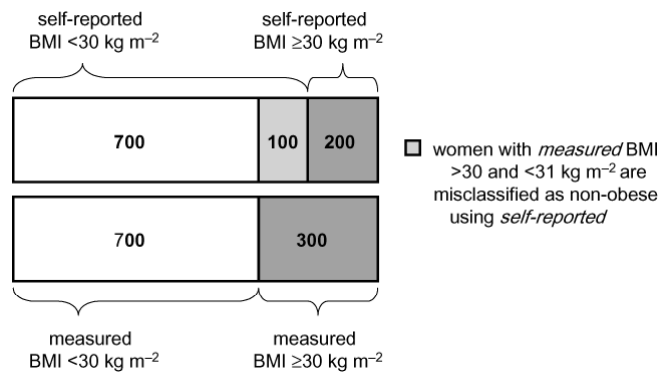 self-reported
BMI <30 kg m⁻²
self-reported
BMI ≥30 kg m⁻²
700
100
200
women with measured BMI
>30 and <31 kg m⁻² are
misclassified as non-obese
using self-reported
700
300
measured
BMI <30 kg m⁻²
measured
BMI ≥30 kg m⁻²